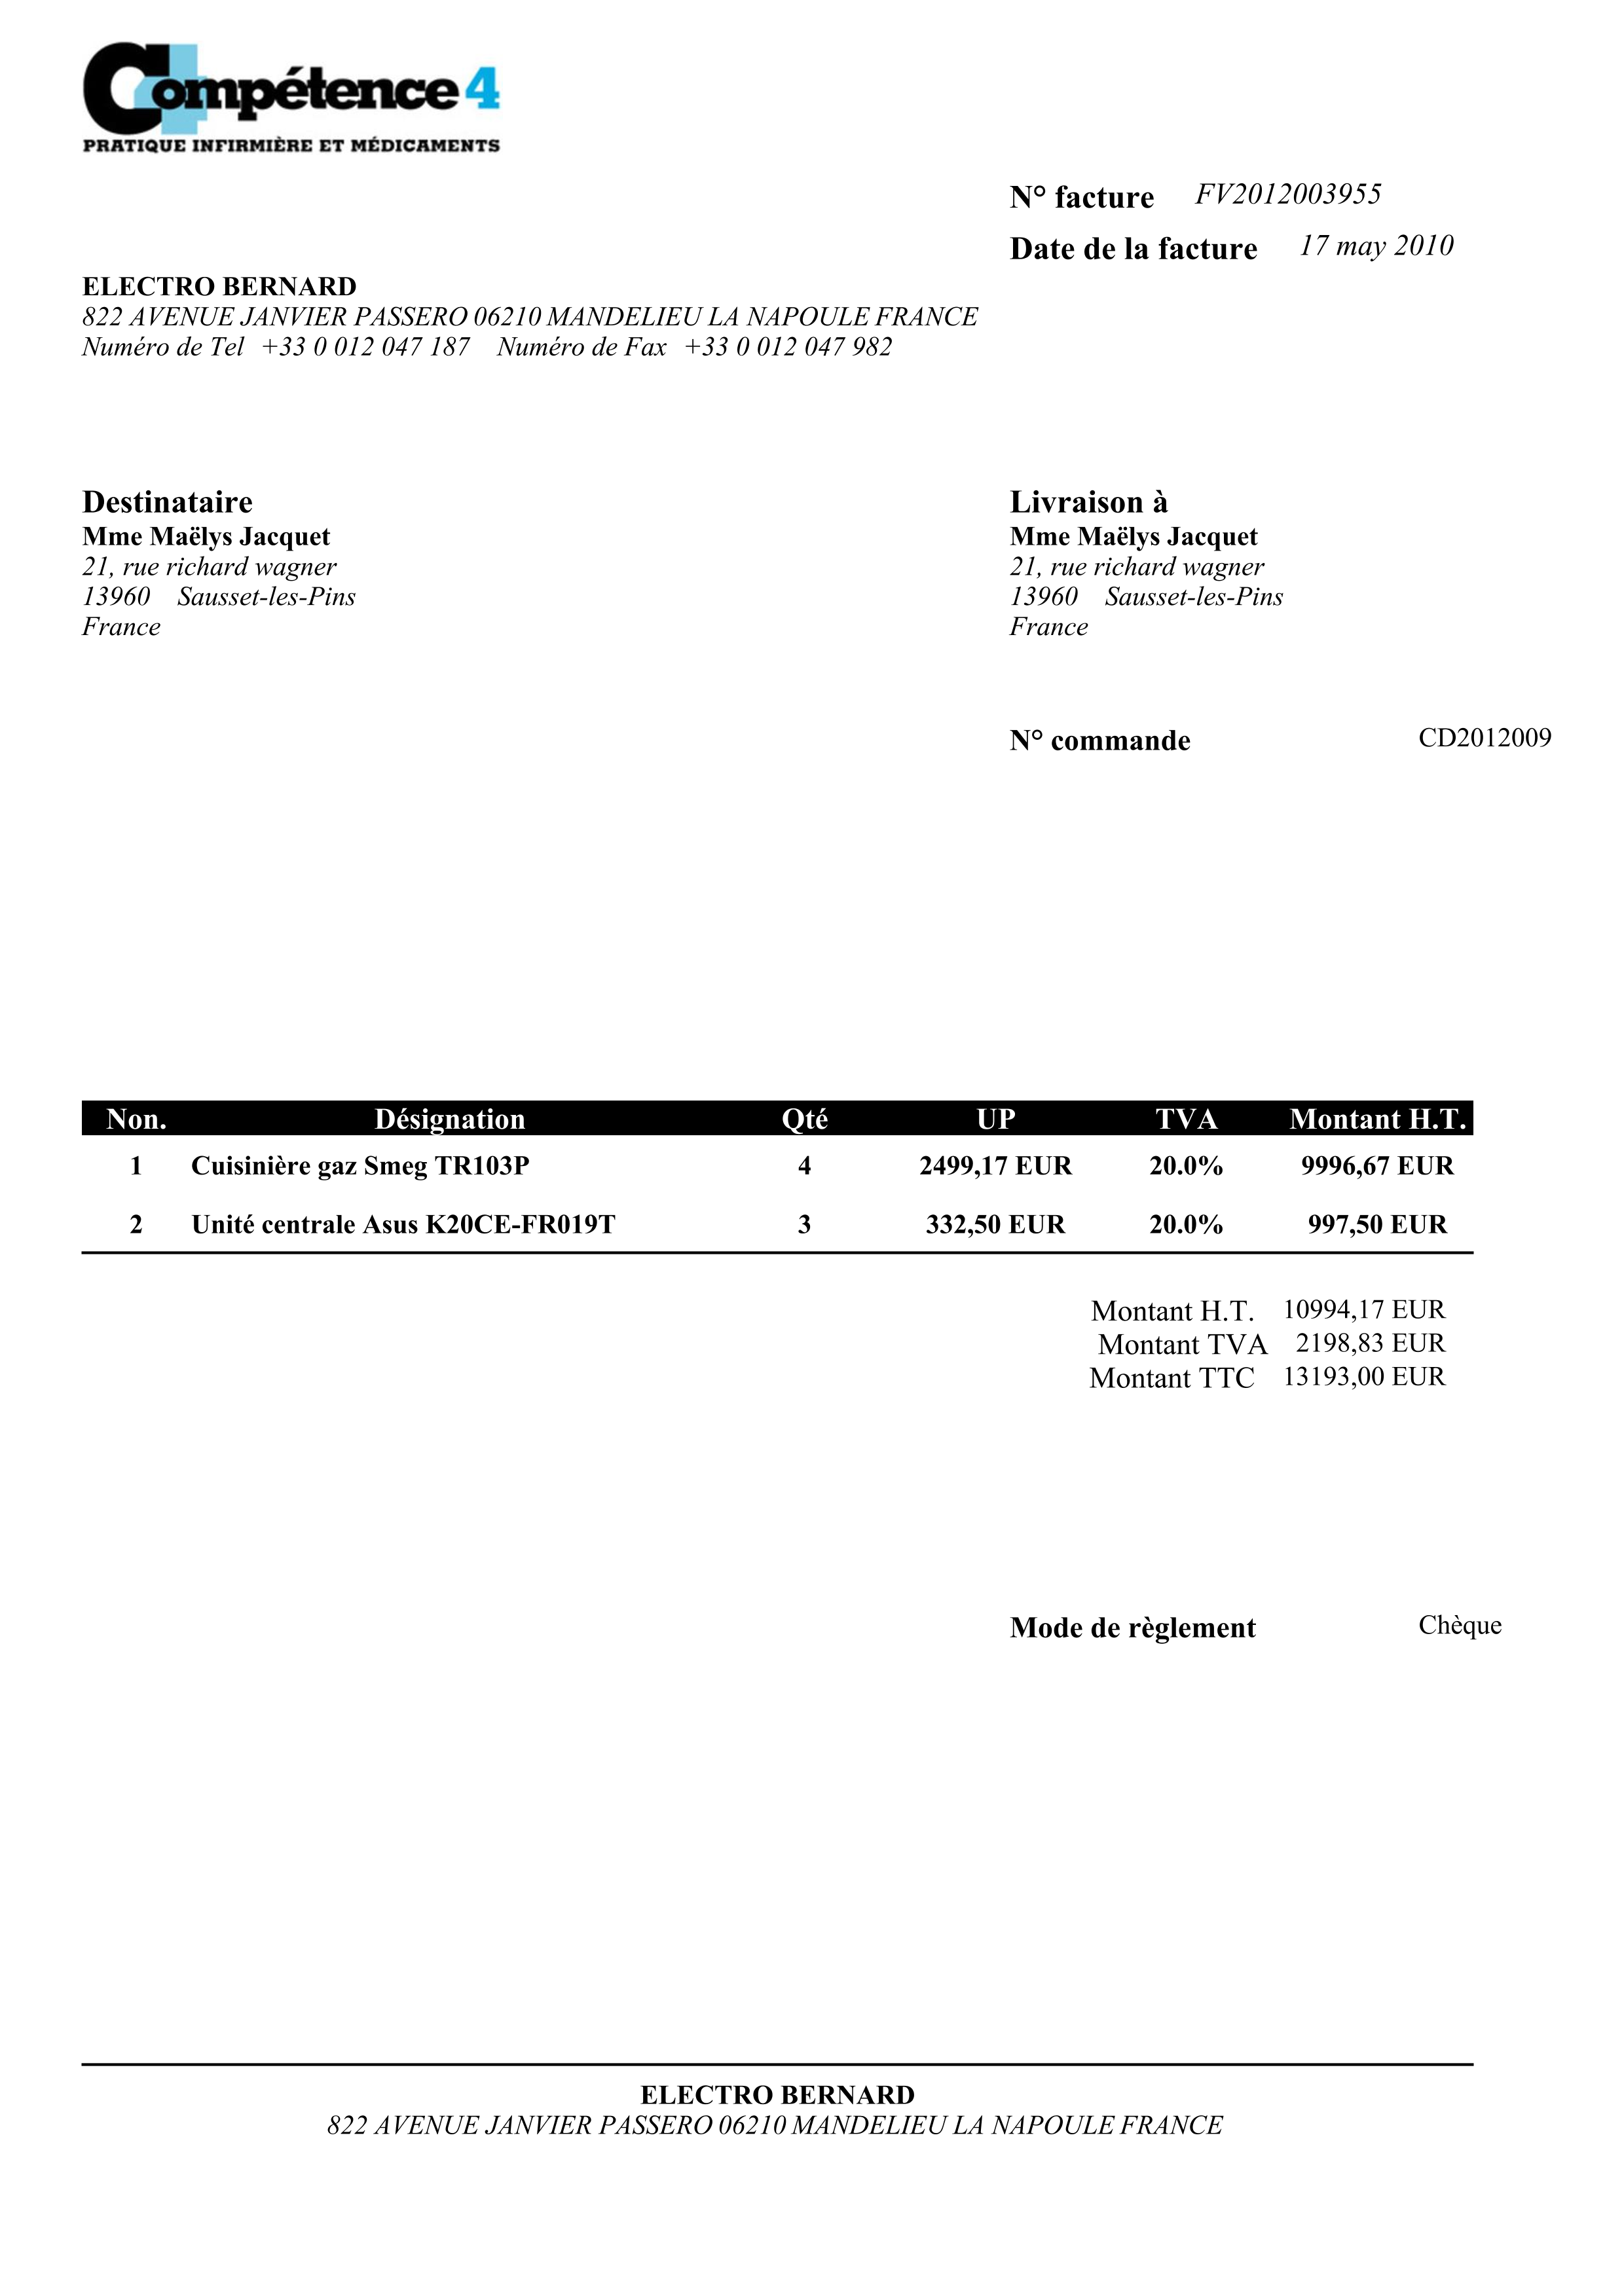 Compétence 4
PRATIQUE INFIRMIÈRE ET MÉDICAMENTS
N° facture FV2012003955
Date de la facture 17 may 2010
ELECTRO BERNARD
822 AVENUE JANVIER PASSERO 06210 MANDELIEU LA NAPOULE FRANCE
Numéro de Tel +33 0 012 047 187 Numéro de Fax +33 0 012 047 982
Destinataire
Mme Maëlys Jacquet
21, rue richard wagner
13960 Sausset-les-Pins
France
Livraison à
Mme Maëlys Jacquet
21, rue richard wagner
13960 Sausset-les-Pins
France
N° commande CD2012009
Non. Désignation Qté UP TVA Montant H.T.
1 Cuisinière gaz Smeg TR103P 4 2499,17 EUR 20.0% 9996,67 EUR
2 Unité centrale Asus K20CE-FR019T 3 332,50 EUR 20.0% 997,50 EUR
Montant H.T. 10994,17 EUR
Montant TVA 2198,83 EUR
Montant TTC 13193,00 EUR
Mode de règlement Chèque
ELECTRO BERNARD
822 AVENUE JANVIER PASSERO 06210 MANDELIEU LA NAPOULE FRANCE